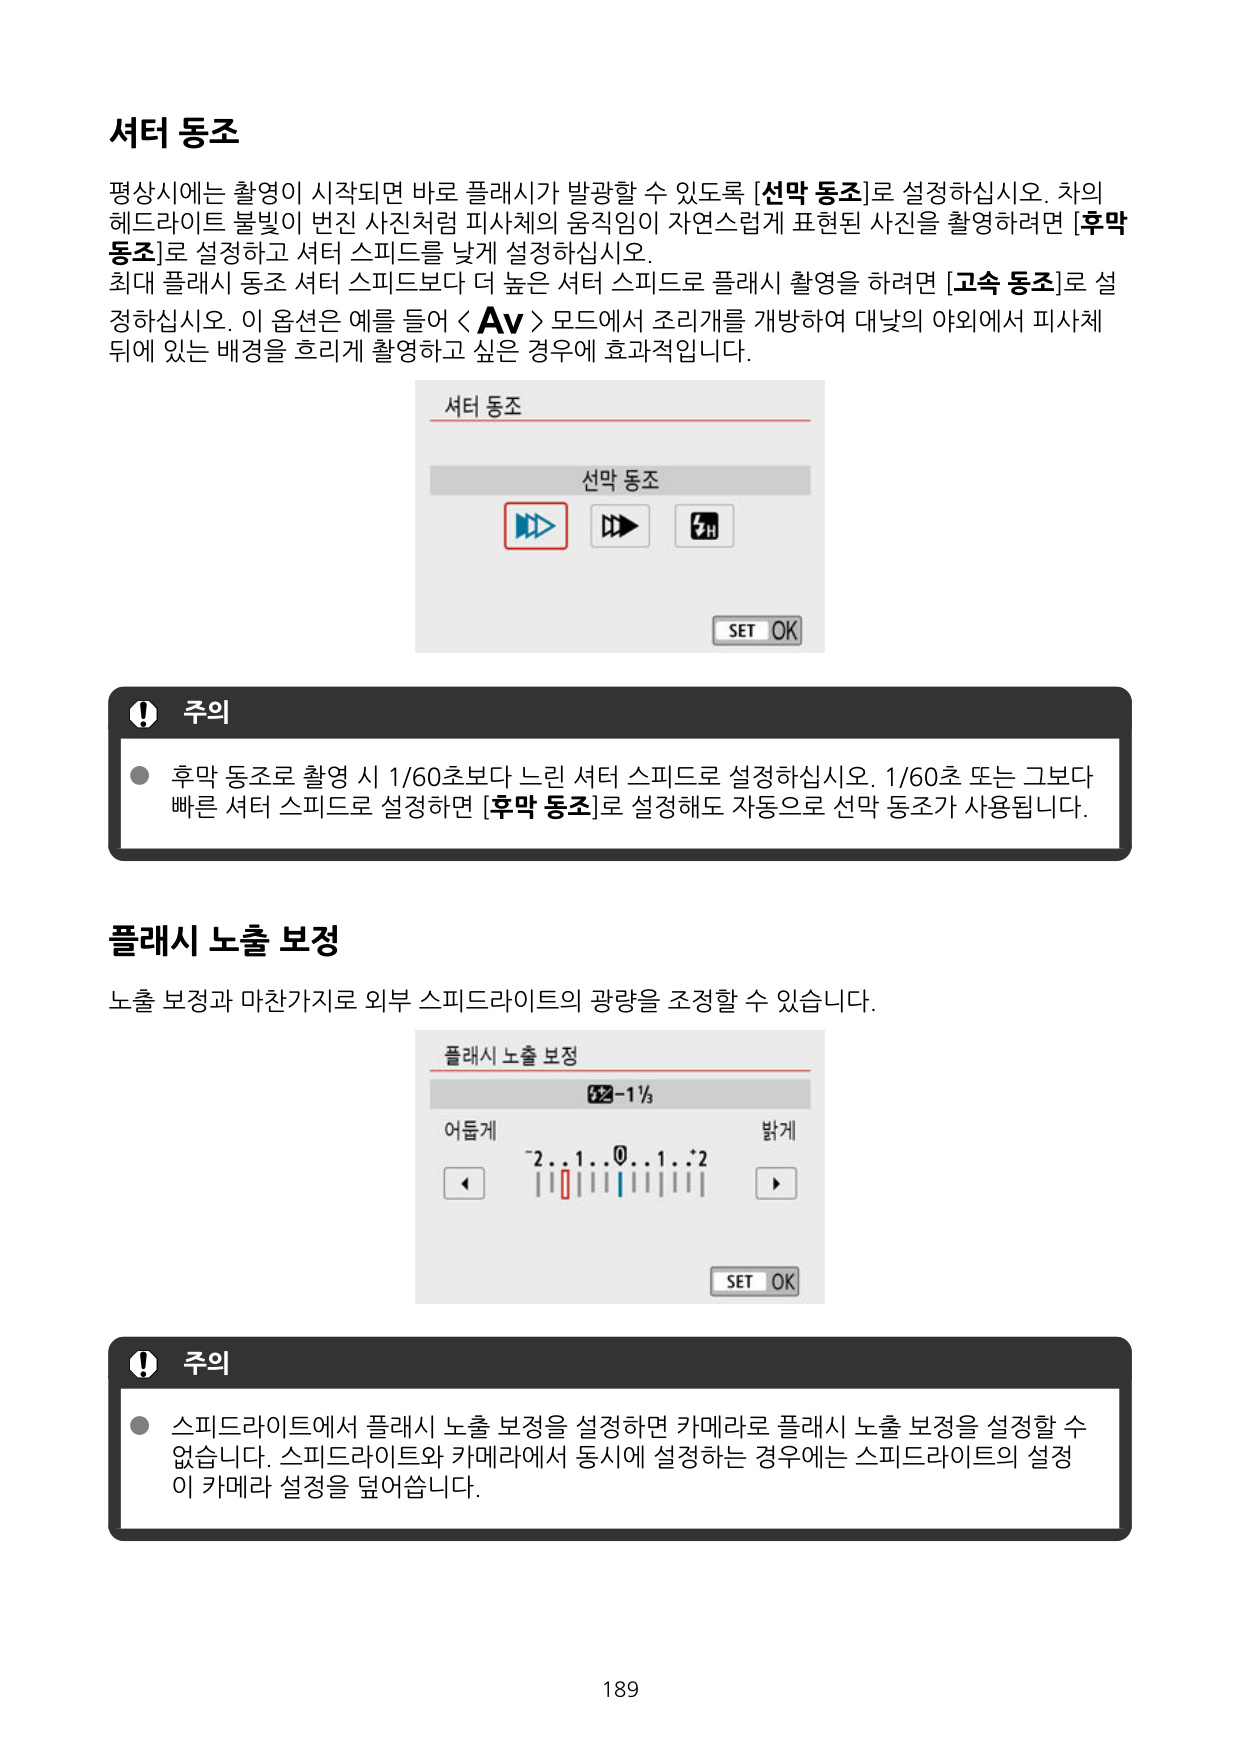 셔터 동조
평상시에는 촬영이 시작되면 바로 플래시가 발광할 수 있도록 [선막 동조]로 설정하십시오. 차의
헤드라이트 불빛이 번진 사진처럼 피사체의 움직임이 자연스럽게 표현된 사진을 촬영하려면 [후막
동조]로 설정하고 셔터 스피드를 낮게 설정하십시오.
최대 플래시 동조 셔터 스피드보다 더 높은 셔터 스피드로 플래시 촬영을 하려면 [고속 동조]로 설
정하십시오. 이 옵션은 예를 들어 < Av > 모드에서 조리개를 개방하여 대낮의 야외에서 피사체
뒤에 있는 배경을 흐리게 촬영하고 싶은 경우에 효과적입니다.
셔터 동조
선막 동조
H
SET OK
주의
● 후막 동조로 촬영 시 1/60초보다 느린 셔터 스피드로 설정하십시오. 1/60초 또는 그보다
빠른 셔터 스피드로 설정하면 [후막 동조]로 설정해도 자동으로 선막 동조가 사용됩니다.
플래시 노출 보정
노출 보정과 마찬가지로 외부 스피드라이트의 광량을 조정할 수 있습니다.
플래시 노출 보정
−1⅓
어둡게 밝게
−2..1..0..1..+2
SET OK
주의
● 스피드라이트에서 플래시 노출 보정을 설정하면 카메라로 플래시 노출 보정을 설정할 수
없습니다. 스피드라이트와 카메라에서 동시에 설정하는 경우에는 스피드라이트의 설정
이 카메라 설정을 덮어씁니다.
189